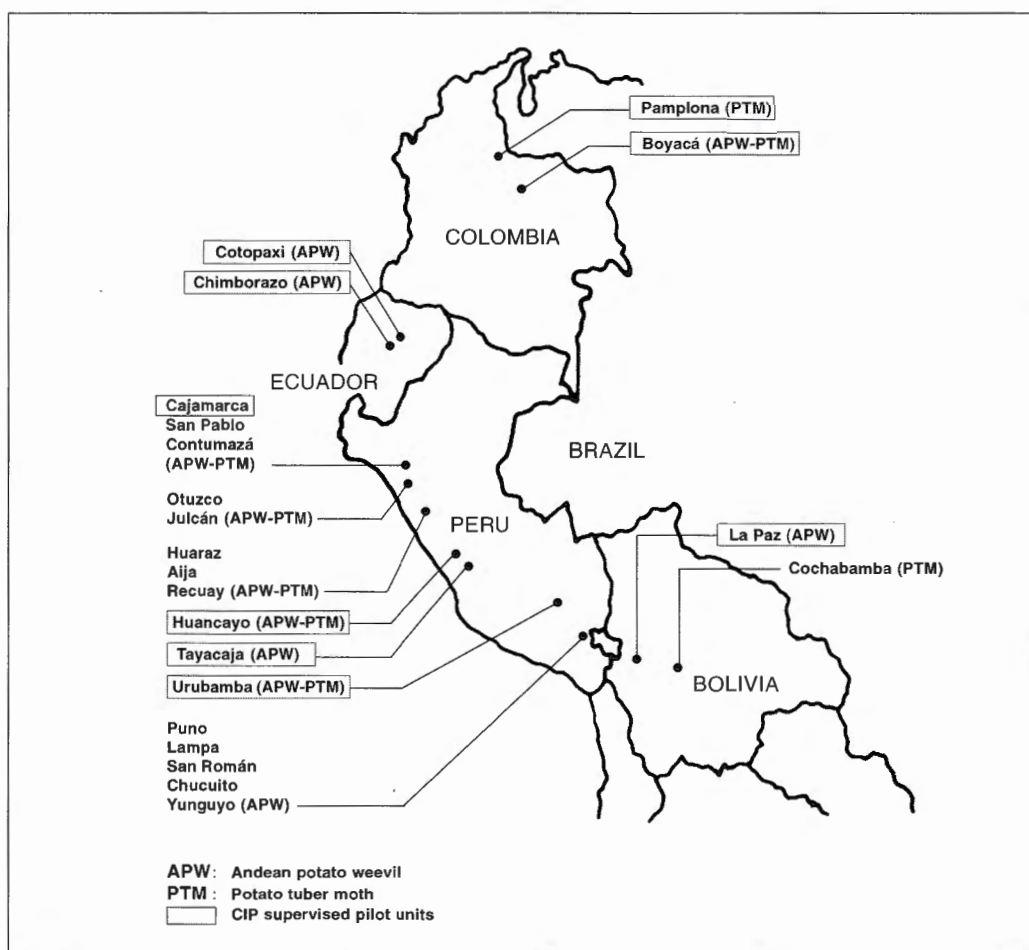 Pamplona (PTM)
Boyacá (APW-PTM)
COLOMBIA
Cotopaxi (APW)
Chimborazo (APW)
ECUADOR
Cajamarca
San Pablo
Contumazá
(APW-PTM)
BRAZIL
Otuzco
Julcán (APW-PTM)
PERU
Huaraz
Aija
Recuay (APW-PTM)
La Paz (APW)
Cochabamba (PTM)
Huancayo (APW-PTM)
Tayacaja (APW)
Urubamba (APW-PTM)
BOLIVIA
Puno
Lampa
San Román
Chucuito
Yunguyo (APW)
APW: Andean potato weevil
PTM : Potato tuber moth
CIP supervised pilot units